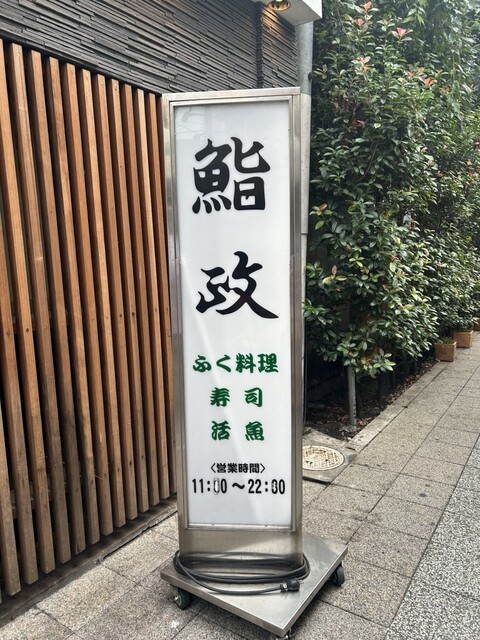 鮨
政
ふく料理
寿司
活魚
〈営業時間〉
11:00〜22:00